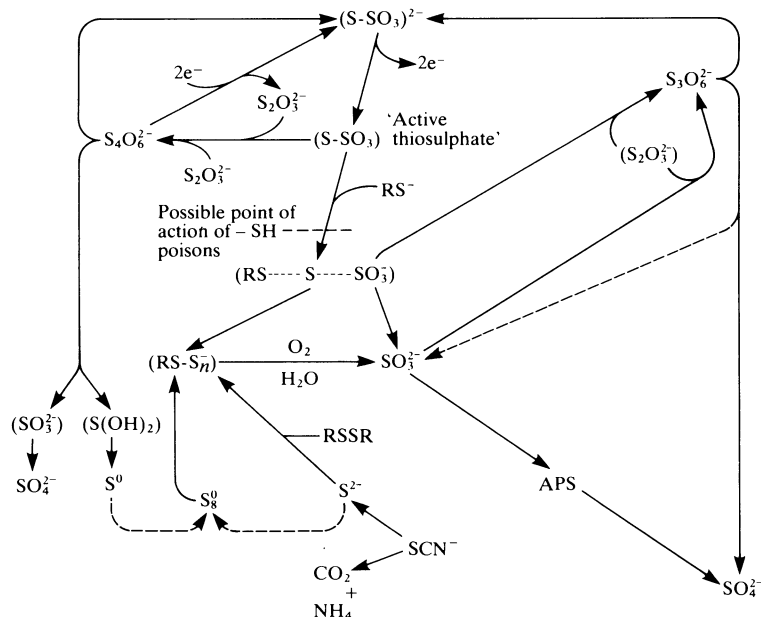 (S-SO₃)²⁻
2e⁻
2e⁻
S₃O₆²⁻
S₂O₃²⁻
'Active
thiosulphate'
S₄O₆²⁻
(S-SO₃)
(S₂O₃²⁻)
S₂O₃²⁻
RS⁻
Possible point of
action of – SH
poisons
(RS-----S-----SO₃⁻)
O₂
(RS-Sₙ⁻)
SO₃²⁻
H₂O
(SO₃²⁻)
(S(OH)₂)
RSSR
SO₄²⁻
S⁰
S²⁻
APS
S₈⁰
SCN⁻
CO₂
+
NH₄
SO₄²⁻